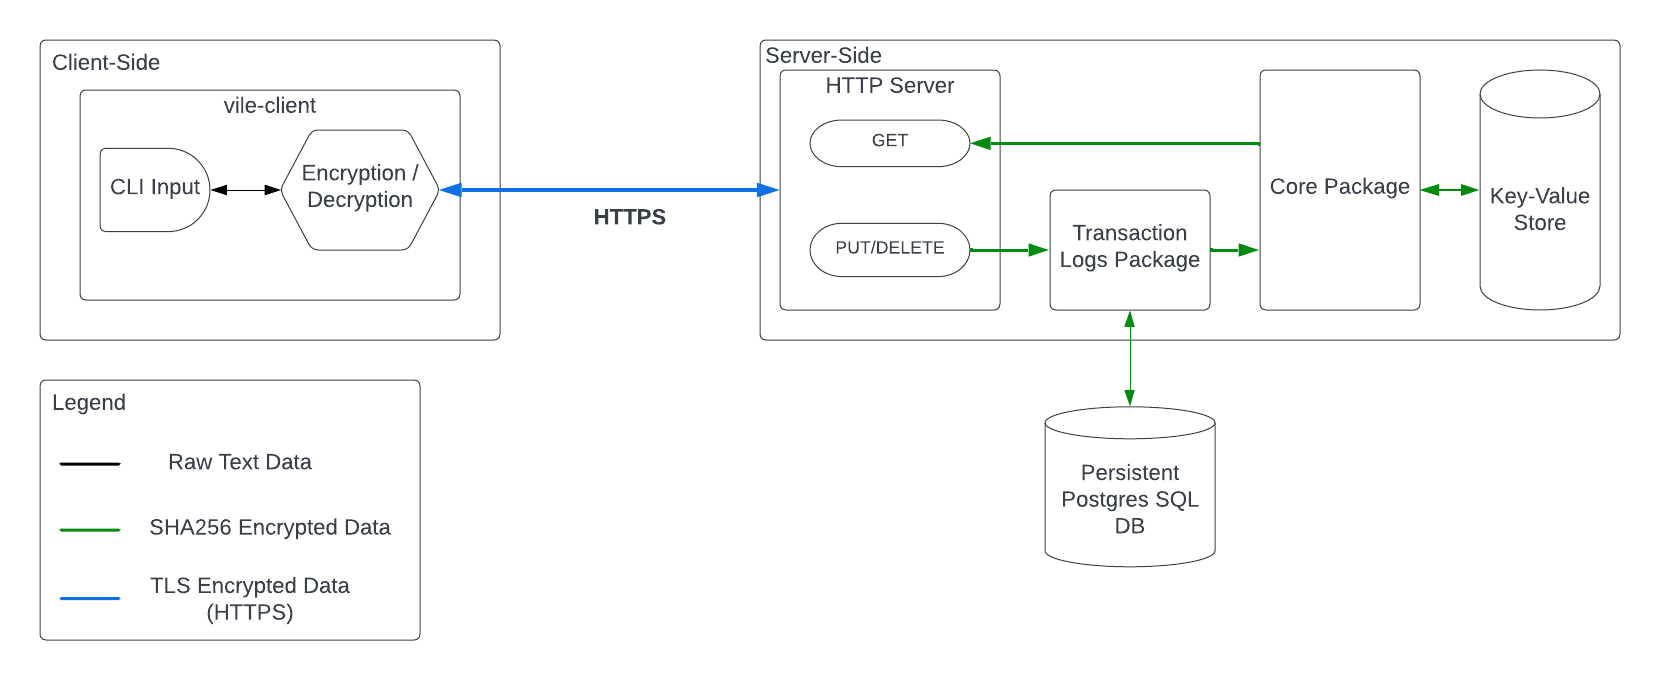 Client-Side
vile-client
CLI Input
Encryption /
Decryption
HTTPS
Server-Side
HTTP Server
GET
PUT/DELETE
Transaction
Logs Package
Core Package
Key-Value
Store
Persistent
Postgres SQL
DB
Legend
Raw Text Data
SHA256 Encrypted Data
TLS Encrypted Data
(HTTPS)